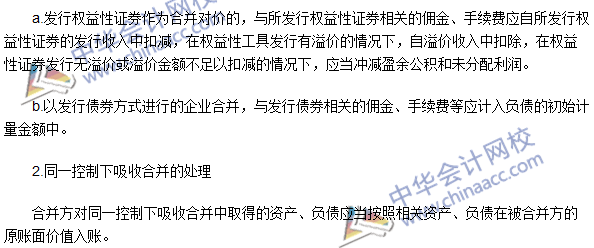 a.发行权益性证券作为合并对价的，与所发行权益性证券相关的佣金、手续费应自所发行权
益性证券的发行收入中扣减，在权益性工具发行有溢价的情况下，自溢价收入中扣除，在权益
性证券发行无溢价或溢价金额不足以扣减的情况下，应当冲减盈余公积和未分配利润。
b.以发行债券方式进行的企业合并，与发行债券相关的佣金、手续费等应计入负债的初始计
量金额中。
2.同一控制下吸收合并的处理
合并方对同一控制下吸收合并中取得的资产、负债应当按照相关资产、负债在被合并方的
原账面价值入账。
中华会计网校
www.chinaacc.com
中华会计网校
www.chinaacc.com